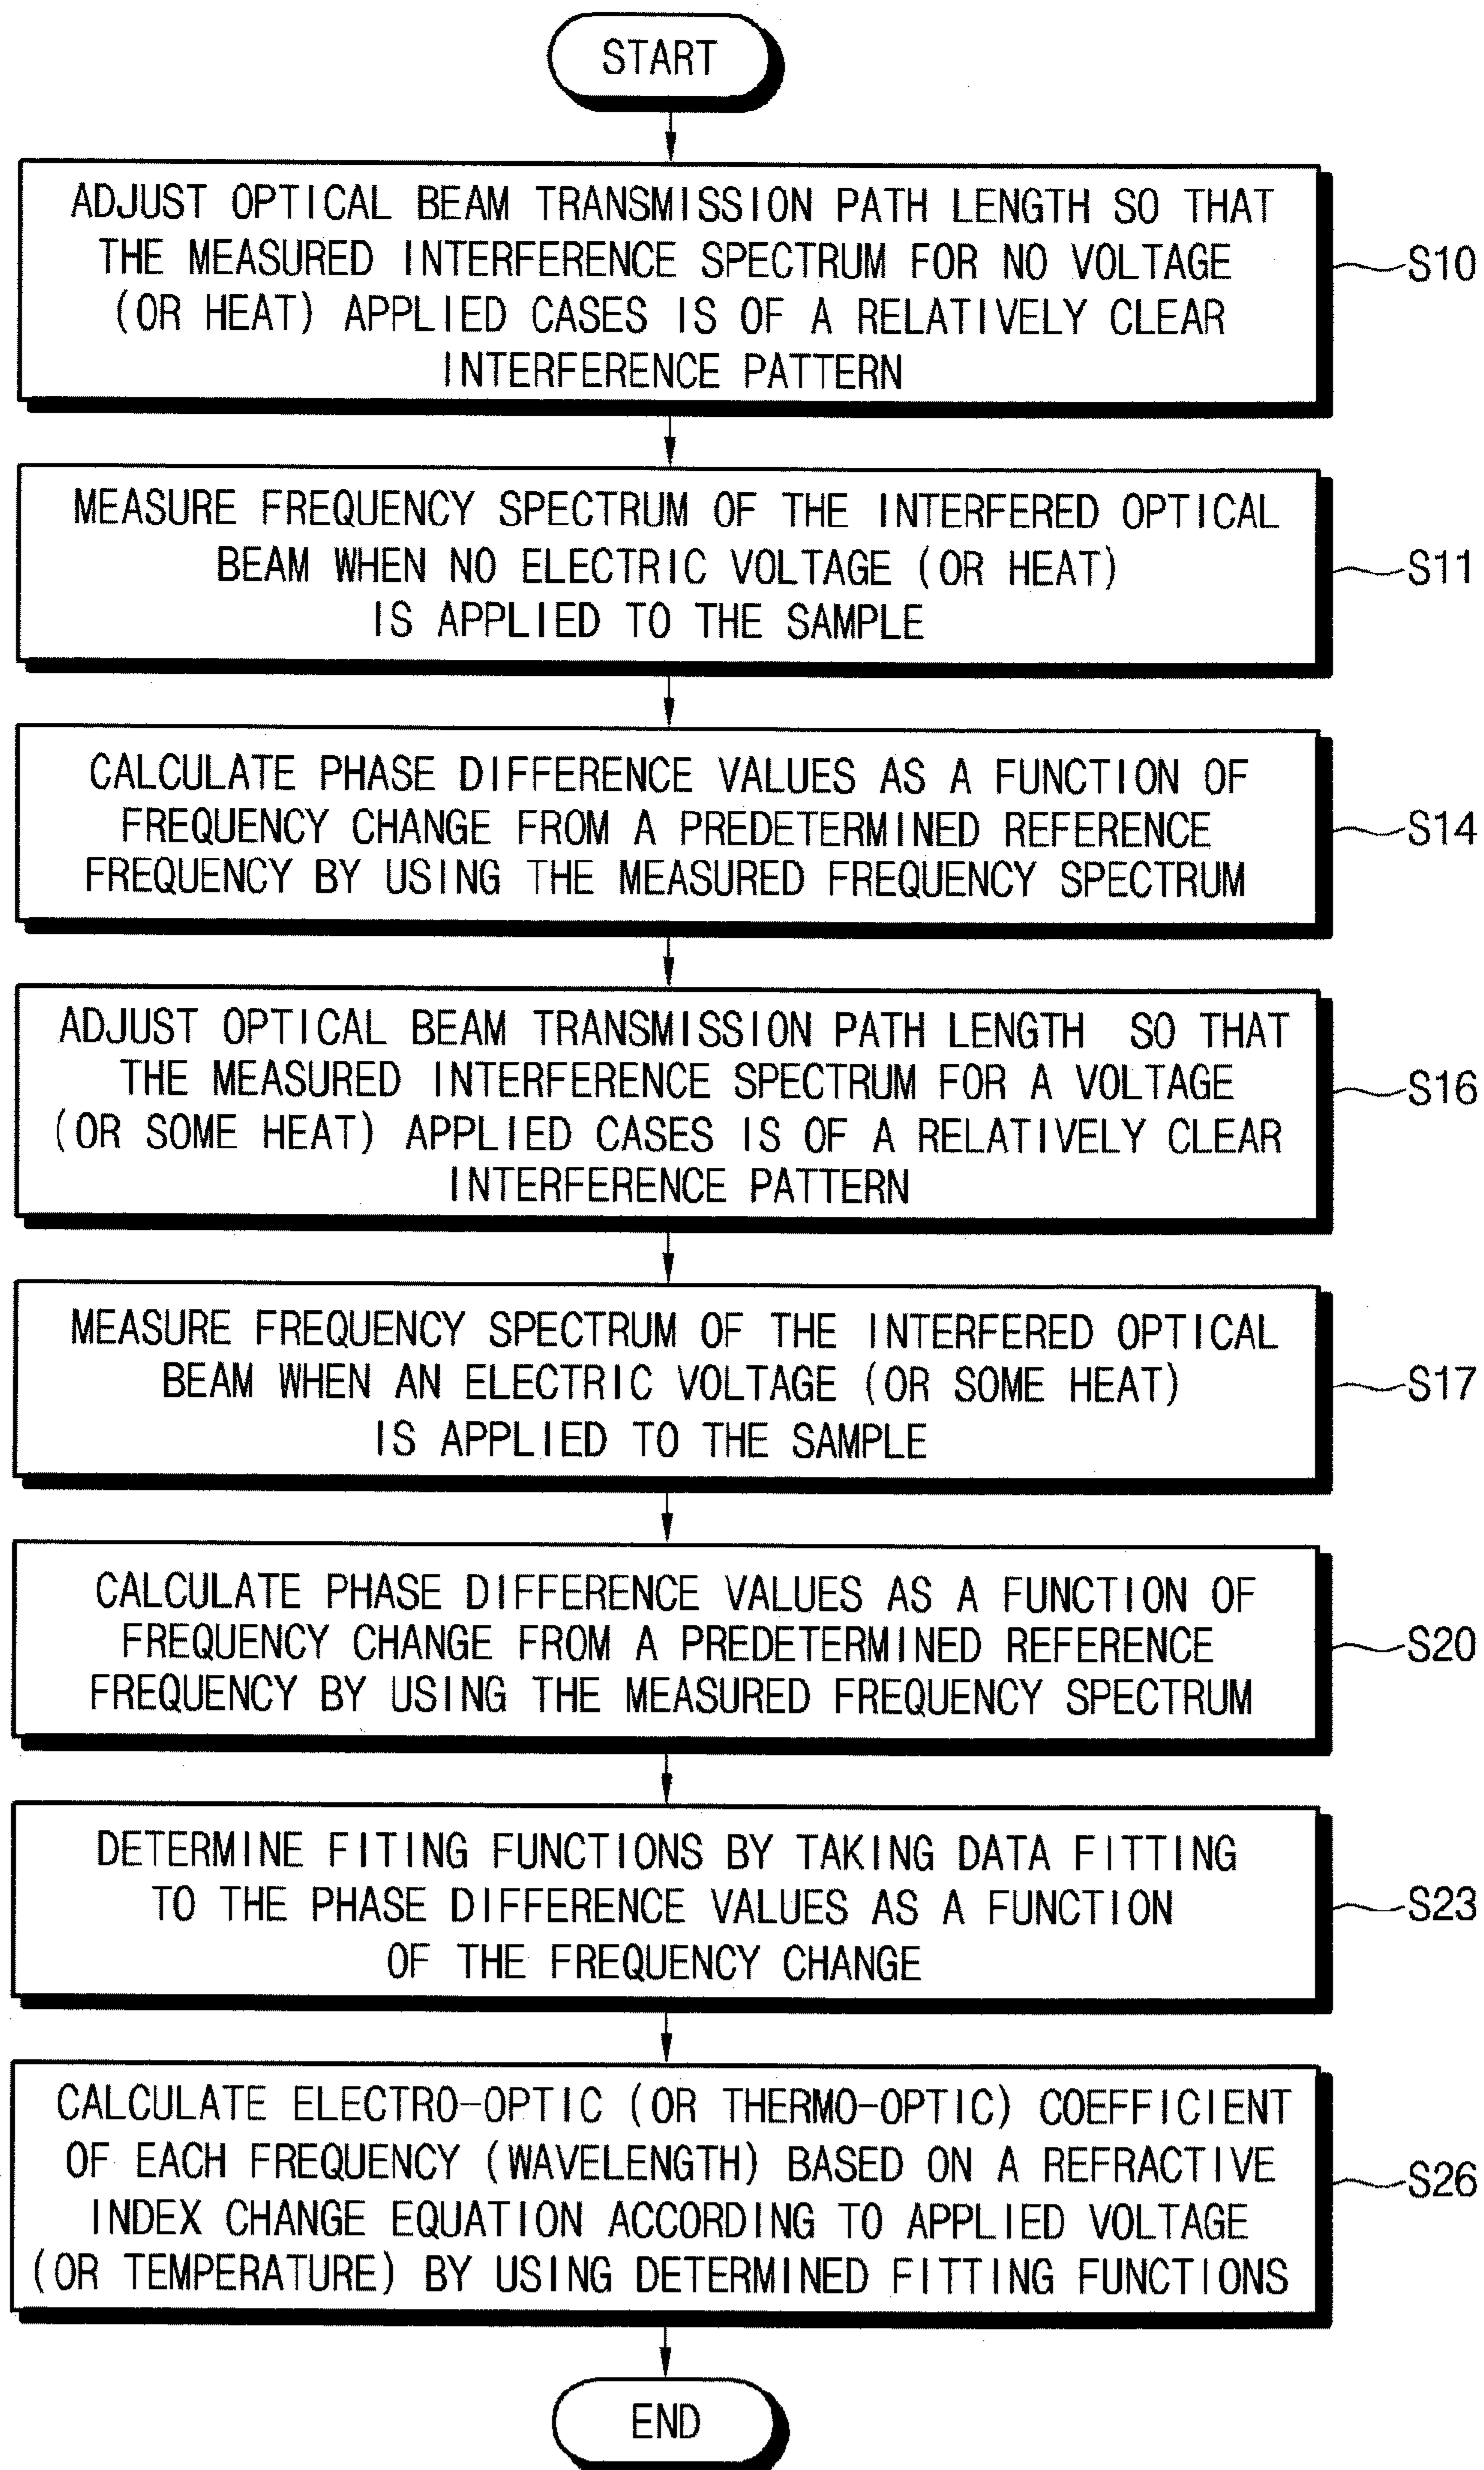 START
ADJUST OPTICAL BEAM TRANSMISSION PATH LENGTH SO THAT
THE MEASURED INTERFERENCE SPECTRUM FOR NO VOLTAGE
(OR HEAT) APPLIED CASES IS OF A RELATIVELY CLEAR
INTERFERENCE PATTERN
S10
MEASURE FREQUENCY SPECTRUM OF THE INTERFERED OPTICAL
BEAM WHEN NO ELECTRIC VOLTAGE (OR HEAT)
IS APPLIED TO THE SAMPLE
S11
CALCULATE PHASE DIFFERENCE VALUES AS A FUNCTION OF
FREQUENCY CHANGE FROM A PREDETERMINED REFERENCE
FREQUENCY BY USING THE MEASURED FREQUENCY SPECTRUM
S14
ADJUST OPTICAL BEAM TRANSMISSION PATH LENGTH SO THAT
THE MEASURED INTERFERENCE SPECTRUM FOR A VOLTAGE
(OR SOME HEAT) APPLIED CASES IS OF A RELATIVELY CLEAR
INTERFERENCE PATTERN
S16
MEASURE FREQUENCY SPECTRUM OF THE INTERFERED OPTICAL
BEAM WHEN AN ELECTRIC VOLTAGE (OR SOME HEAT)
IS APPLIED TO THE SAMPLE
S17
CALCULATE PHASE DIFFERENCE VALUES AS A FUNCTION OF
FREQUENCY CHANGE FROM A PREDETERMINED REFERENCE
FREQUENCY BY USING THE MEASURED FREQUENCY SPECTRUM
S20
DETERMINE FITING FUNCTIONS BY TAKING DATA FITTING
TO THE PHASE DIFFERENCE VALUES AS A FUNCTION
OF THE FREQUENCY CHANGE
S23
CALCULATE ELECTRO-OPTIC (OR THERMO-OPTIC) COEFFICIENT
OF EACH FREQUENCY (WAVELENGTH) BASED ON A REFRACTIVE
INDEX CHANGE EQUATION ACCORDING TO APPLIED VOLTAGE
(OR TEMPERATURE) BY USING DETERMINED FITTING FUNCTIONS
S26
END